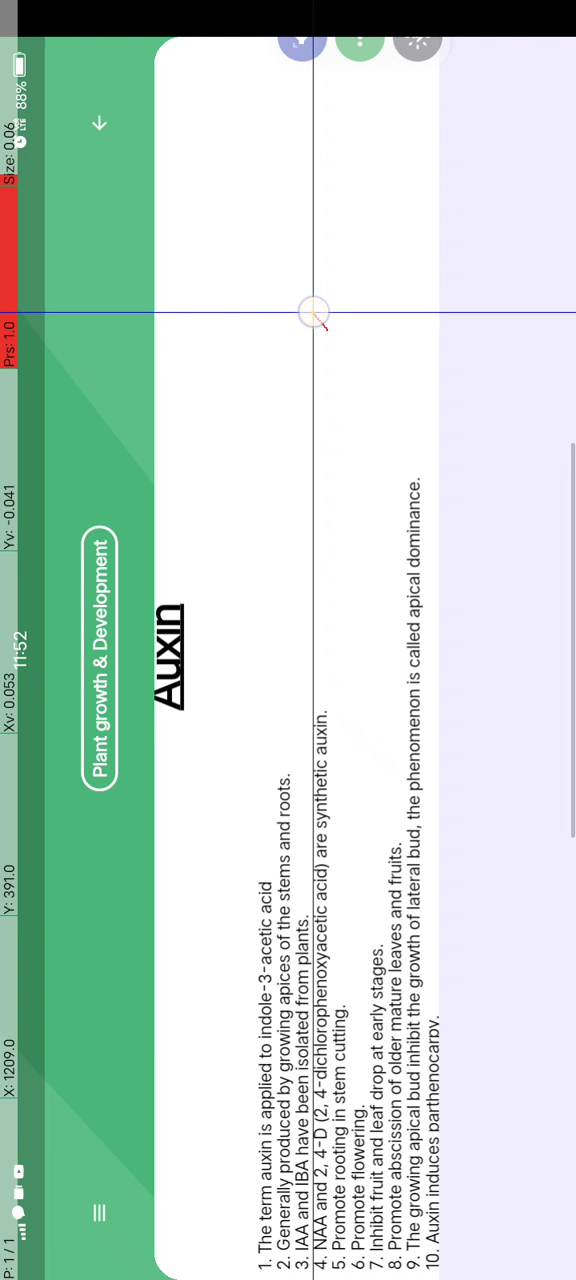 P: 1 / 1
X: 1209.0
Y: 391.0
Xv: 0.053
Yv: -0.041
Prs: 1.0
Size: 0.06
11:52
88%
Plant growth & Development
Auxin
1. The term auxin is applied to indole-3-acetic acid
2. Generally produced by growing apices of the stems and roots.
3. IAA and IBA have been isolated from plants.
4. NAA and 2, 4-D (2, 4-dichlorophenoxyacetic acid) are synthetic auxin.
5. Promote rooting in stem cutting.
6. Promote flowering.
7. Inhibit fruit and leaf drop at early stages.
8. Promote abscission of older mature leaves and fruits.
9. The growing apical bud inhibit the growth of lateral bud, the phenomenon is called apical dominance.
10. Auxin induces parthenocarpy.